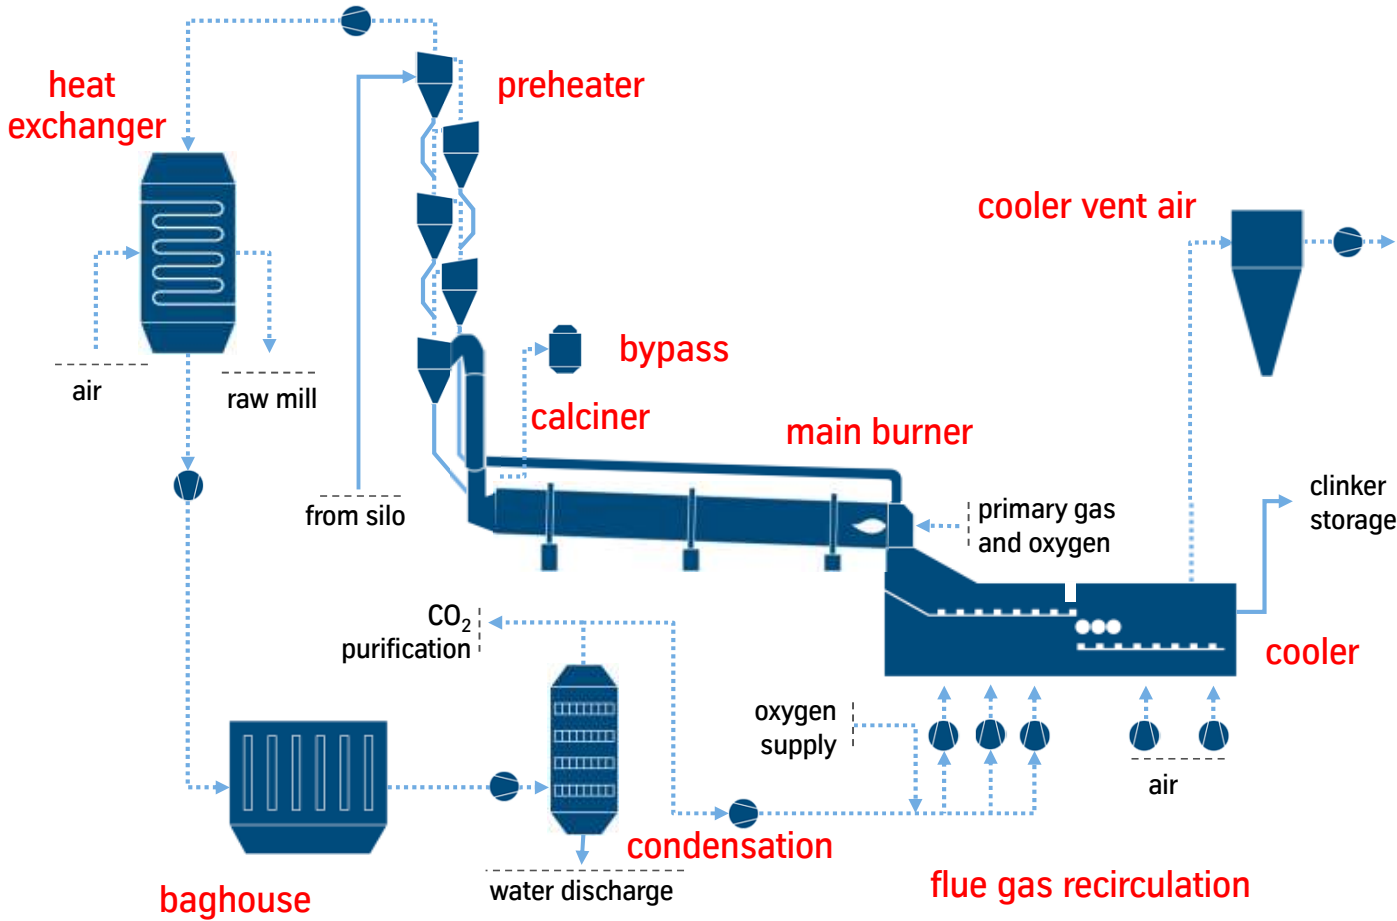 heat
exchanger
preheater
cooler vent air
bypass
air
raw mill
calciner
main burner
from silo
primary gas
and oxygen
clinker
storage
CO₂
purification
cooler
oxygen
supply
air
condensation
water discharge
baghouse
flue gas recirculation